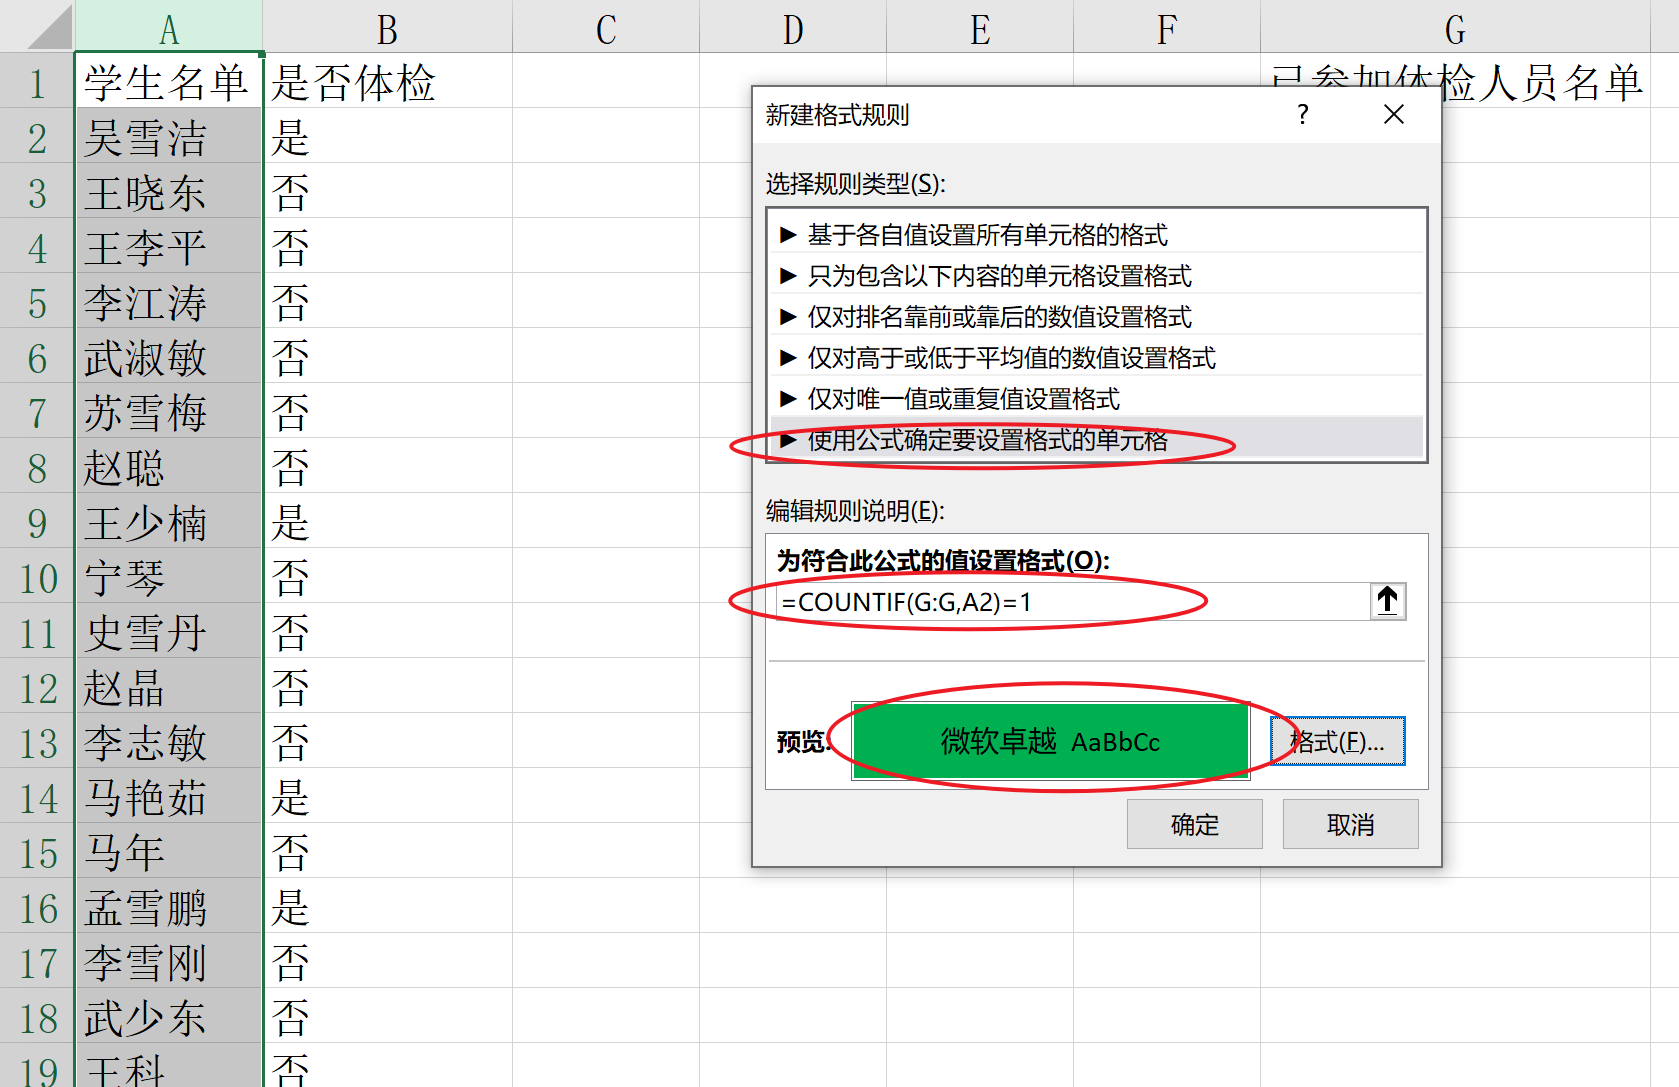 A B C D E F G
1 学生名单 是否体检 已参加体检人员名单
2 吴雪洁 是
3 王晓东 否
4 王李平 否
5 李江涛 否
6 武淑敏 否
7 苏雪梅 否
8 赵聪 否
9 王少楠 是
10 宁琴 否
11 史雪丹 否
12 赵晶 否
13 李志敏 否
14 马艳茹 是
15 马年 否
16 孟雪鹏 是
17 李雪刚 否
18 武少东 否
19 王科 否
新建格式规则 ?
选择规则类型(S):
► 基于各自值设置所有单元格的格式
► 只为包含以下内容的单元格设置格式
► 仅对排名靠前或靠后的数值设置格式
► 仅对高于或低于平均值的数值设置格式
► 仅对唯一值或重复值设置格式
► 使用公式确定要设置格式的单元格
编辑规则说明(E):
为符合此公式的值设置格式(O):
=COUNTIF(G:G,A2)=1
预览: 微软卓越 AaBbCc 格式(F)...
确定 取消